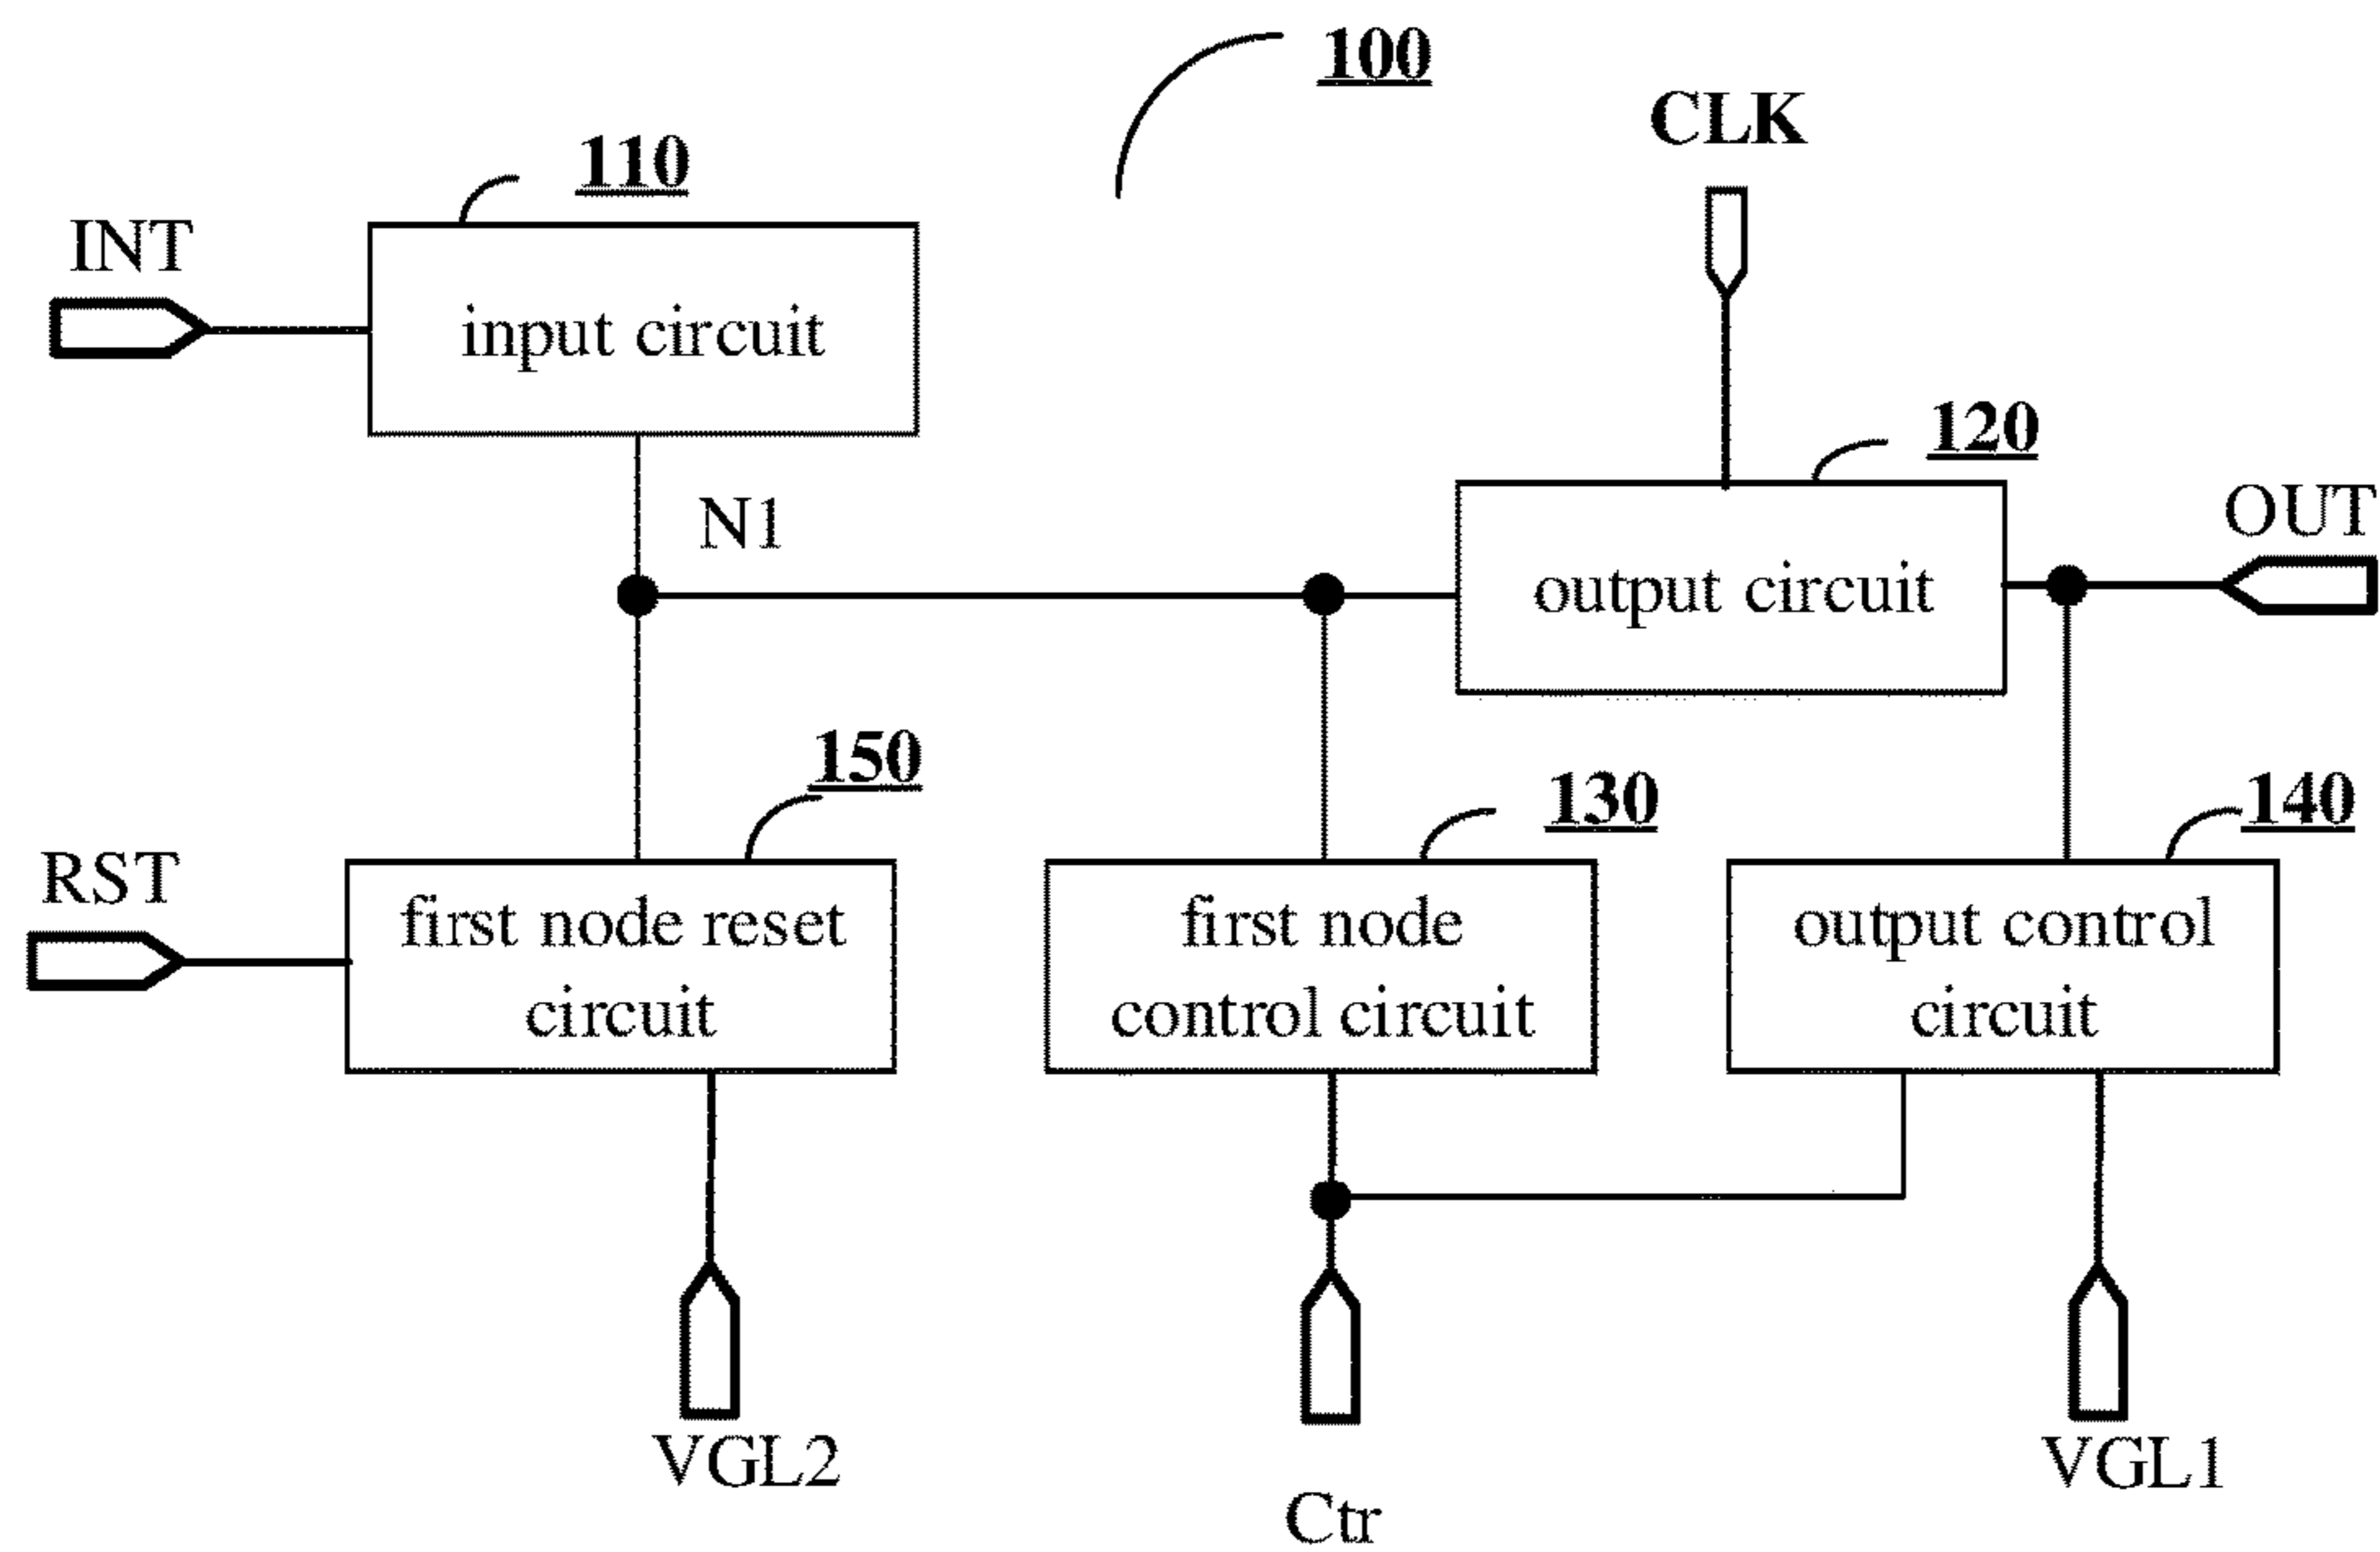 100
CLK
110
INT
input circuit
120
OUT
N1
output circuit
150
130
140
RST
first node reset
circuit
first node
control circuit
output control
circuit
VGL2
Ctr
VGL1